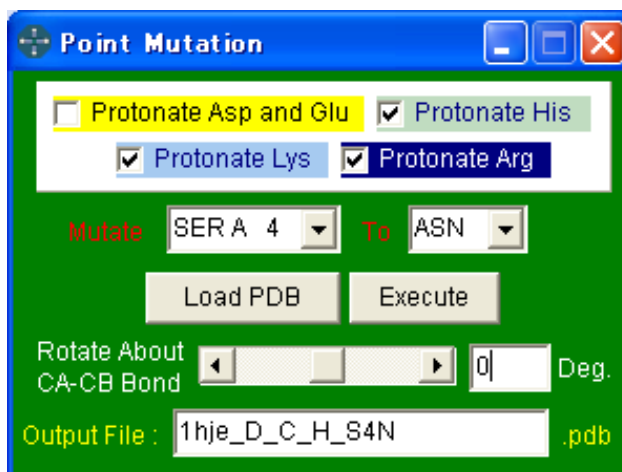 Point Mutation
Protonate Asp and Glu Protonate His
Protonate Lys Protonate Arg
Mutate SER A 4 To ASN
Load PDB Execute
Rotate About
CA-CB Bond 0 Deg.
Output File : 1hje_D_C_H_S4N .pdb